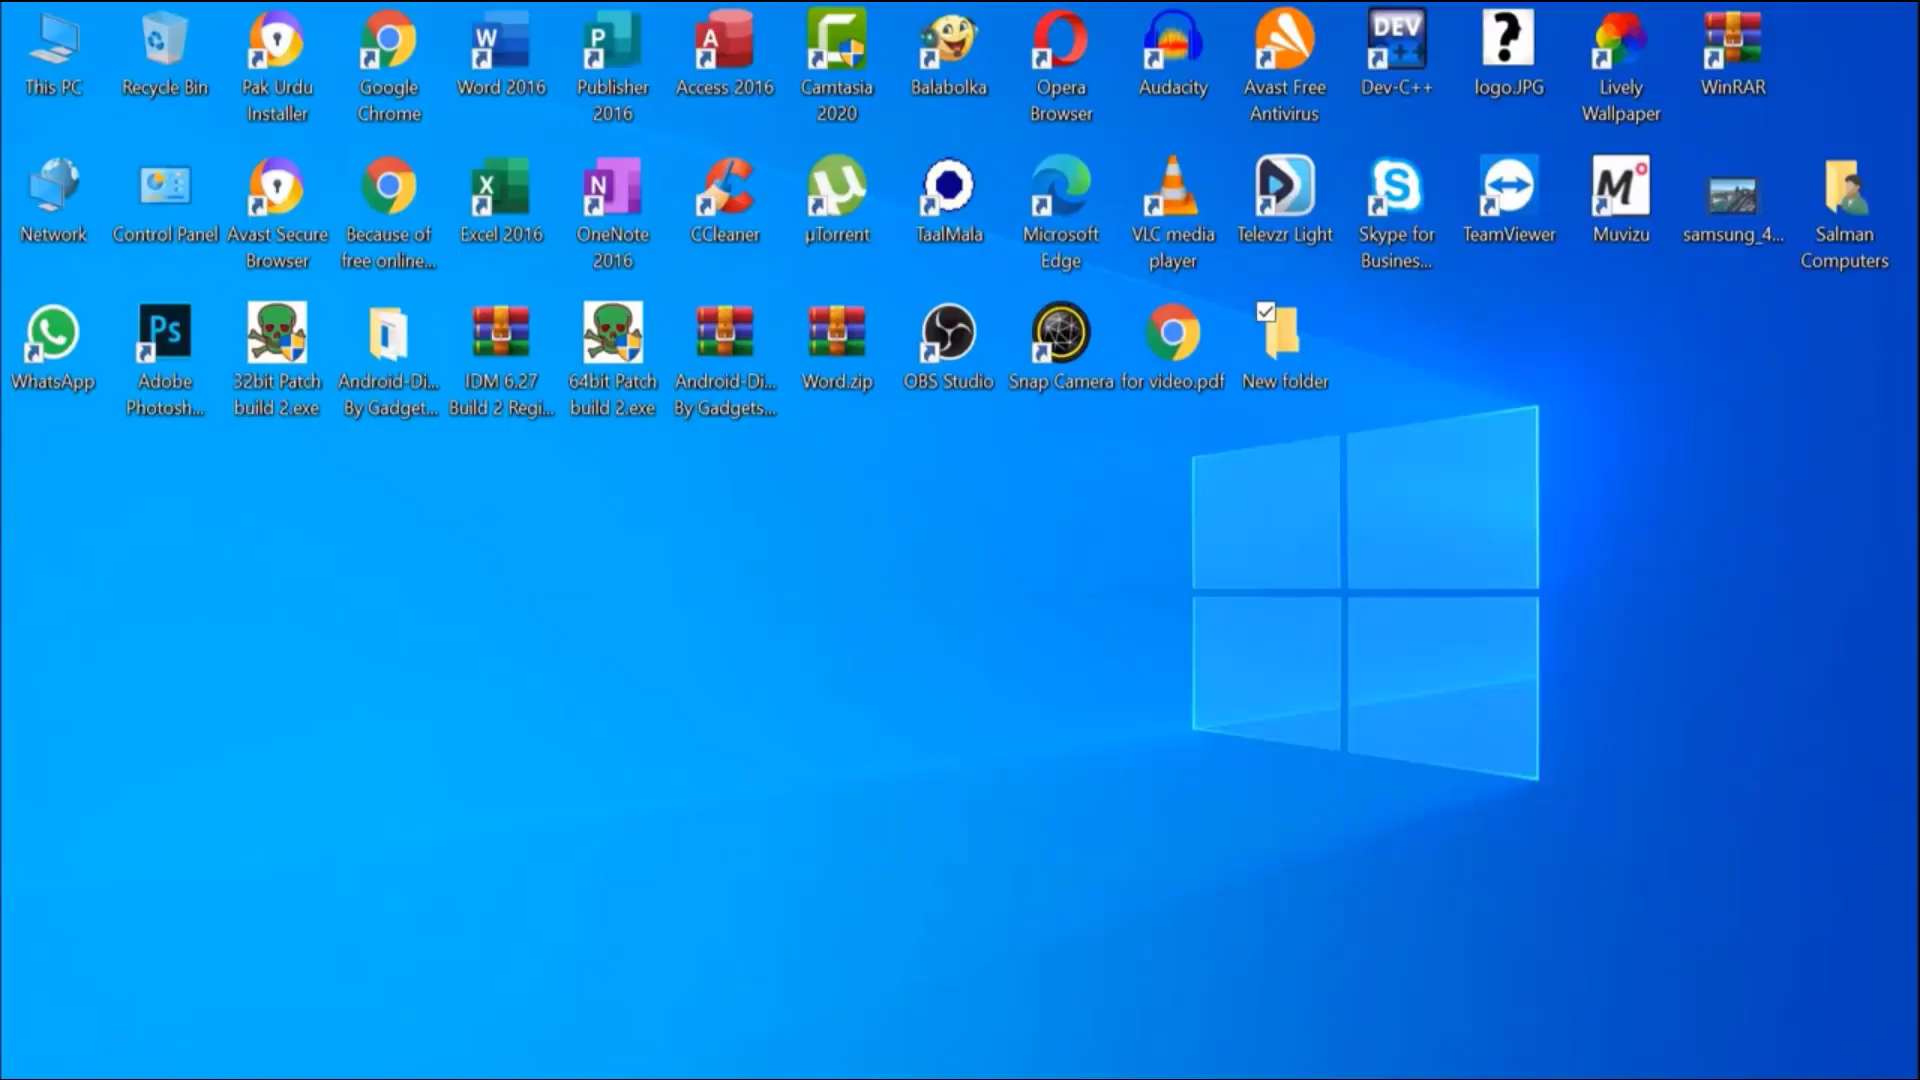 This PC
Recycle Bin
Pak Urdu
Installer
Google
Chrome
Word 2016
Publisher
2016
Access 2016
Camtasia
2020
Balabolka
Opera
Browser
Audacity
Avast Free
Antivirus
Dev-C++
logo.JPG
Lively
Wallpaper
WinRAR
Network
Control Panel
Avast Secure
Browser
Because of
free online...
Excel 2016
OneNote
2016
CCleaner
µTorrent
TaalMala
Microsoft
Edge
VLC media
player
Televzr Light
Skype for
Busines...
TeamViewer
Muvizu
samsung_4...
Salman
Computers
WhatsApp
Adobe
Photosh...
32bit Patch
build 2.exe
Android-Di...
By Gadget...
IDM 6.27
Build 2 Regi...
64bit Patch
build 2.exe
Android-Di...
By Gadgets...
Word.zip
OBS Studio
Snap Camera
for video.pdf
New folder